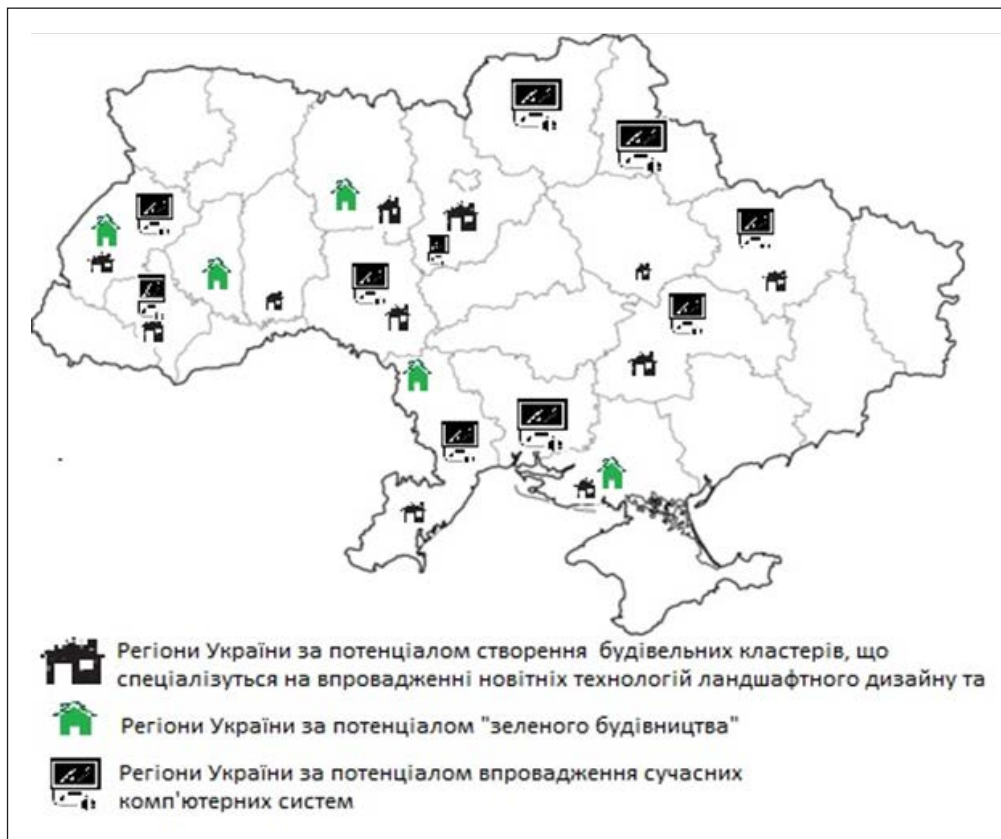 Регіони України за потенціалом створення будівельних кластерів, що
спеціалізуться на впровадженні новітніх технологій ландшафтного дизайну та
Регіони України за потенціалом "зеленого будівництва"
Регіони України за потенціалом впровадження сучасних
комп'ютерних систем